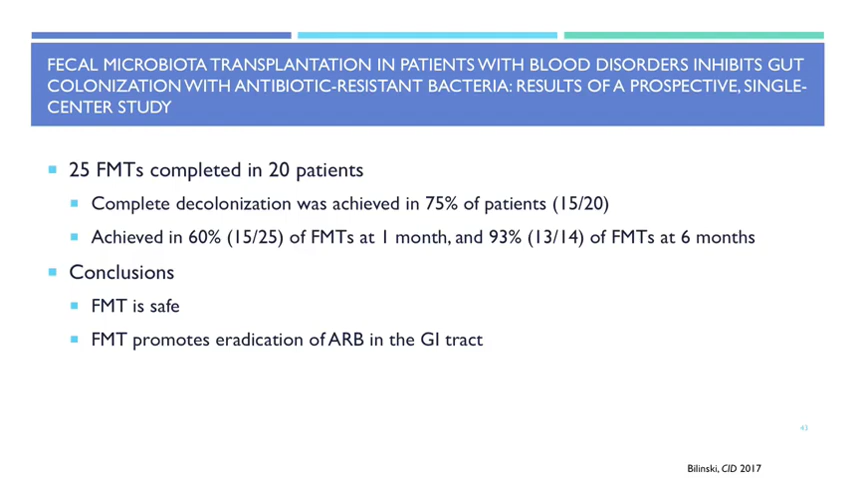 FECAL MICROBIOTA TRANSPLANTATION IN PATIENTS WITH BLOOD DISORDERS INHIBITS GUT
COLONIZATION WITH ANTIBIOTIC-RESISTANT BACTERIA: RESULTS OF A PROSPECTIVE, SINGLE-
CENTER STUDY
25 FMTs completed in 20 patients
Complete decolonization was achieved in 75% of patients (15/20)
Achieved in 60% (15/25) of FMTs at 1 month, and 93% (13/14) of FMTs at 6 months
Conclusions
FMT is safe
FMT promotes eradication of ARB in the GI tract
43
Bilinski, CID 2017